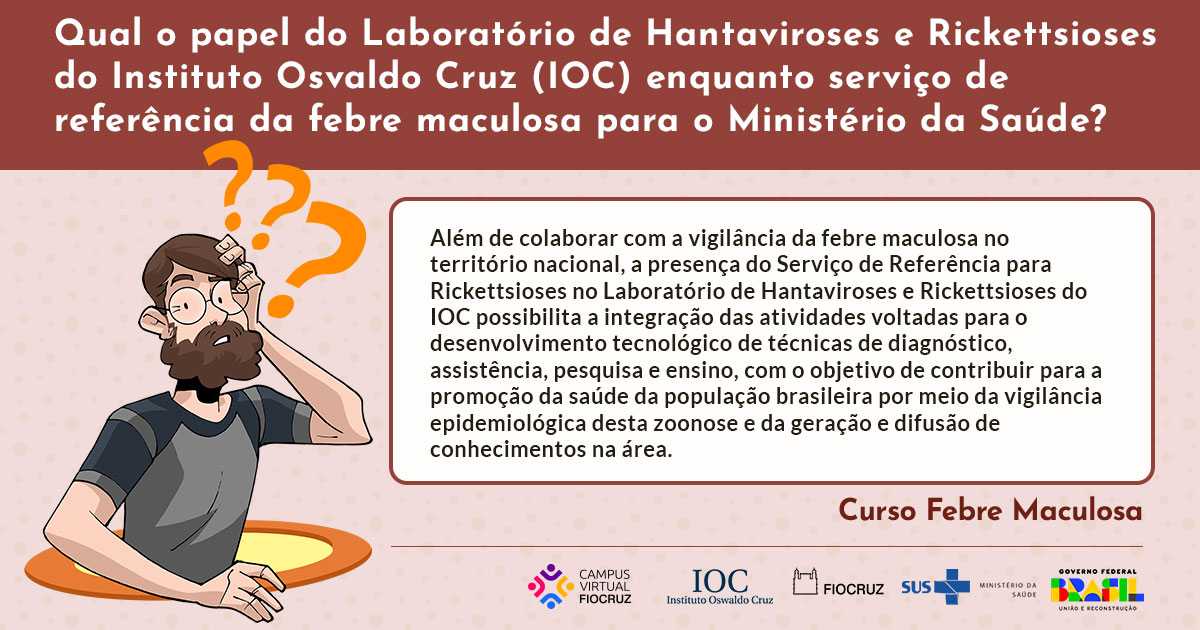 Qual o papel do Laboratório de Hantaviroses e Rickettsioses
do Instituto Osvaldo Cruz (IOC) enquanto serviço de
referência da febre maculosa para o Ministério da Saúde?
???
Além de colaborar com a vigilância da febre maculosa no
território nacional, a presença do Serviço de Referência para
Rickettsioses no Laboratório de Hantaviroses e Rickettsioses do
IOC possibilita a integração das atividades voltadas para o
desenvolvimento tecnológico de técnicas de diagnóstico,
assistência, pesquisa e ensino, com o objetivo de contribuir para a
promoção da saúde da população brasileira por meio da vigilância
epidemiológica desta zoonose e da geração e difusão de
conhecimentos na área.
Curso Febre Maculosa
CAMPUS
VIRTUAL
FIOCRUZ
IOC
Instituto Oswaldo Cruz
FIOCRUZ
SUS
MINISTÉRIO DA
SAÚDE
GOVERNO FEDERAL
BRASIL
UNIÃO E RECONSTRUÇÃO